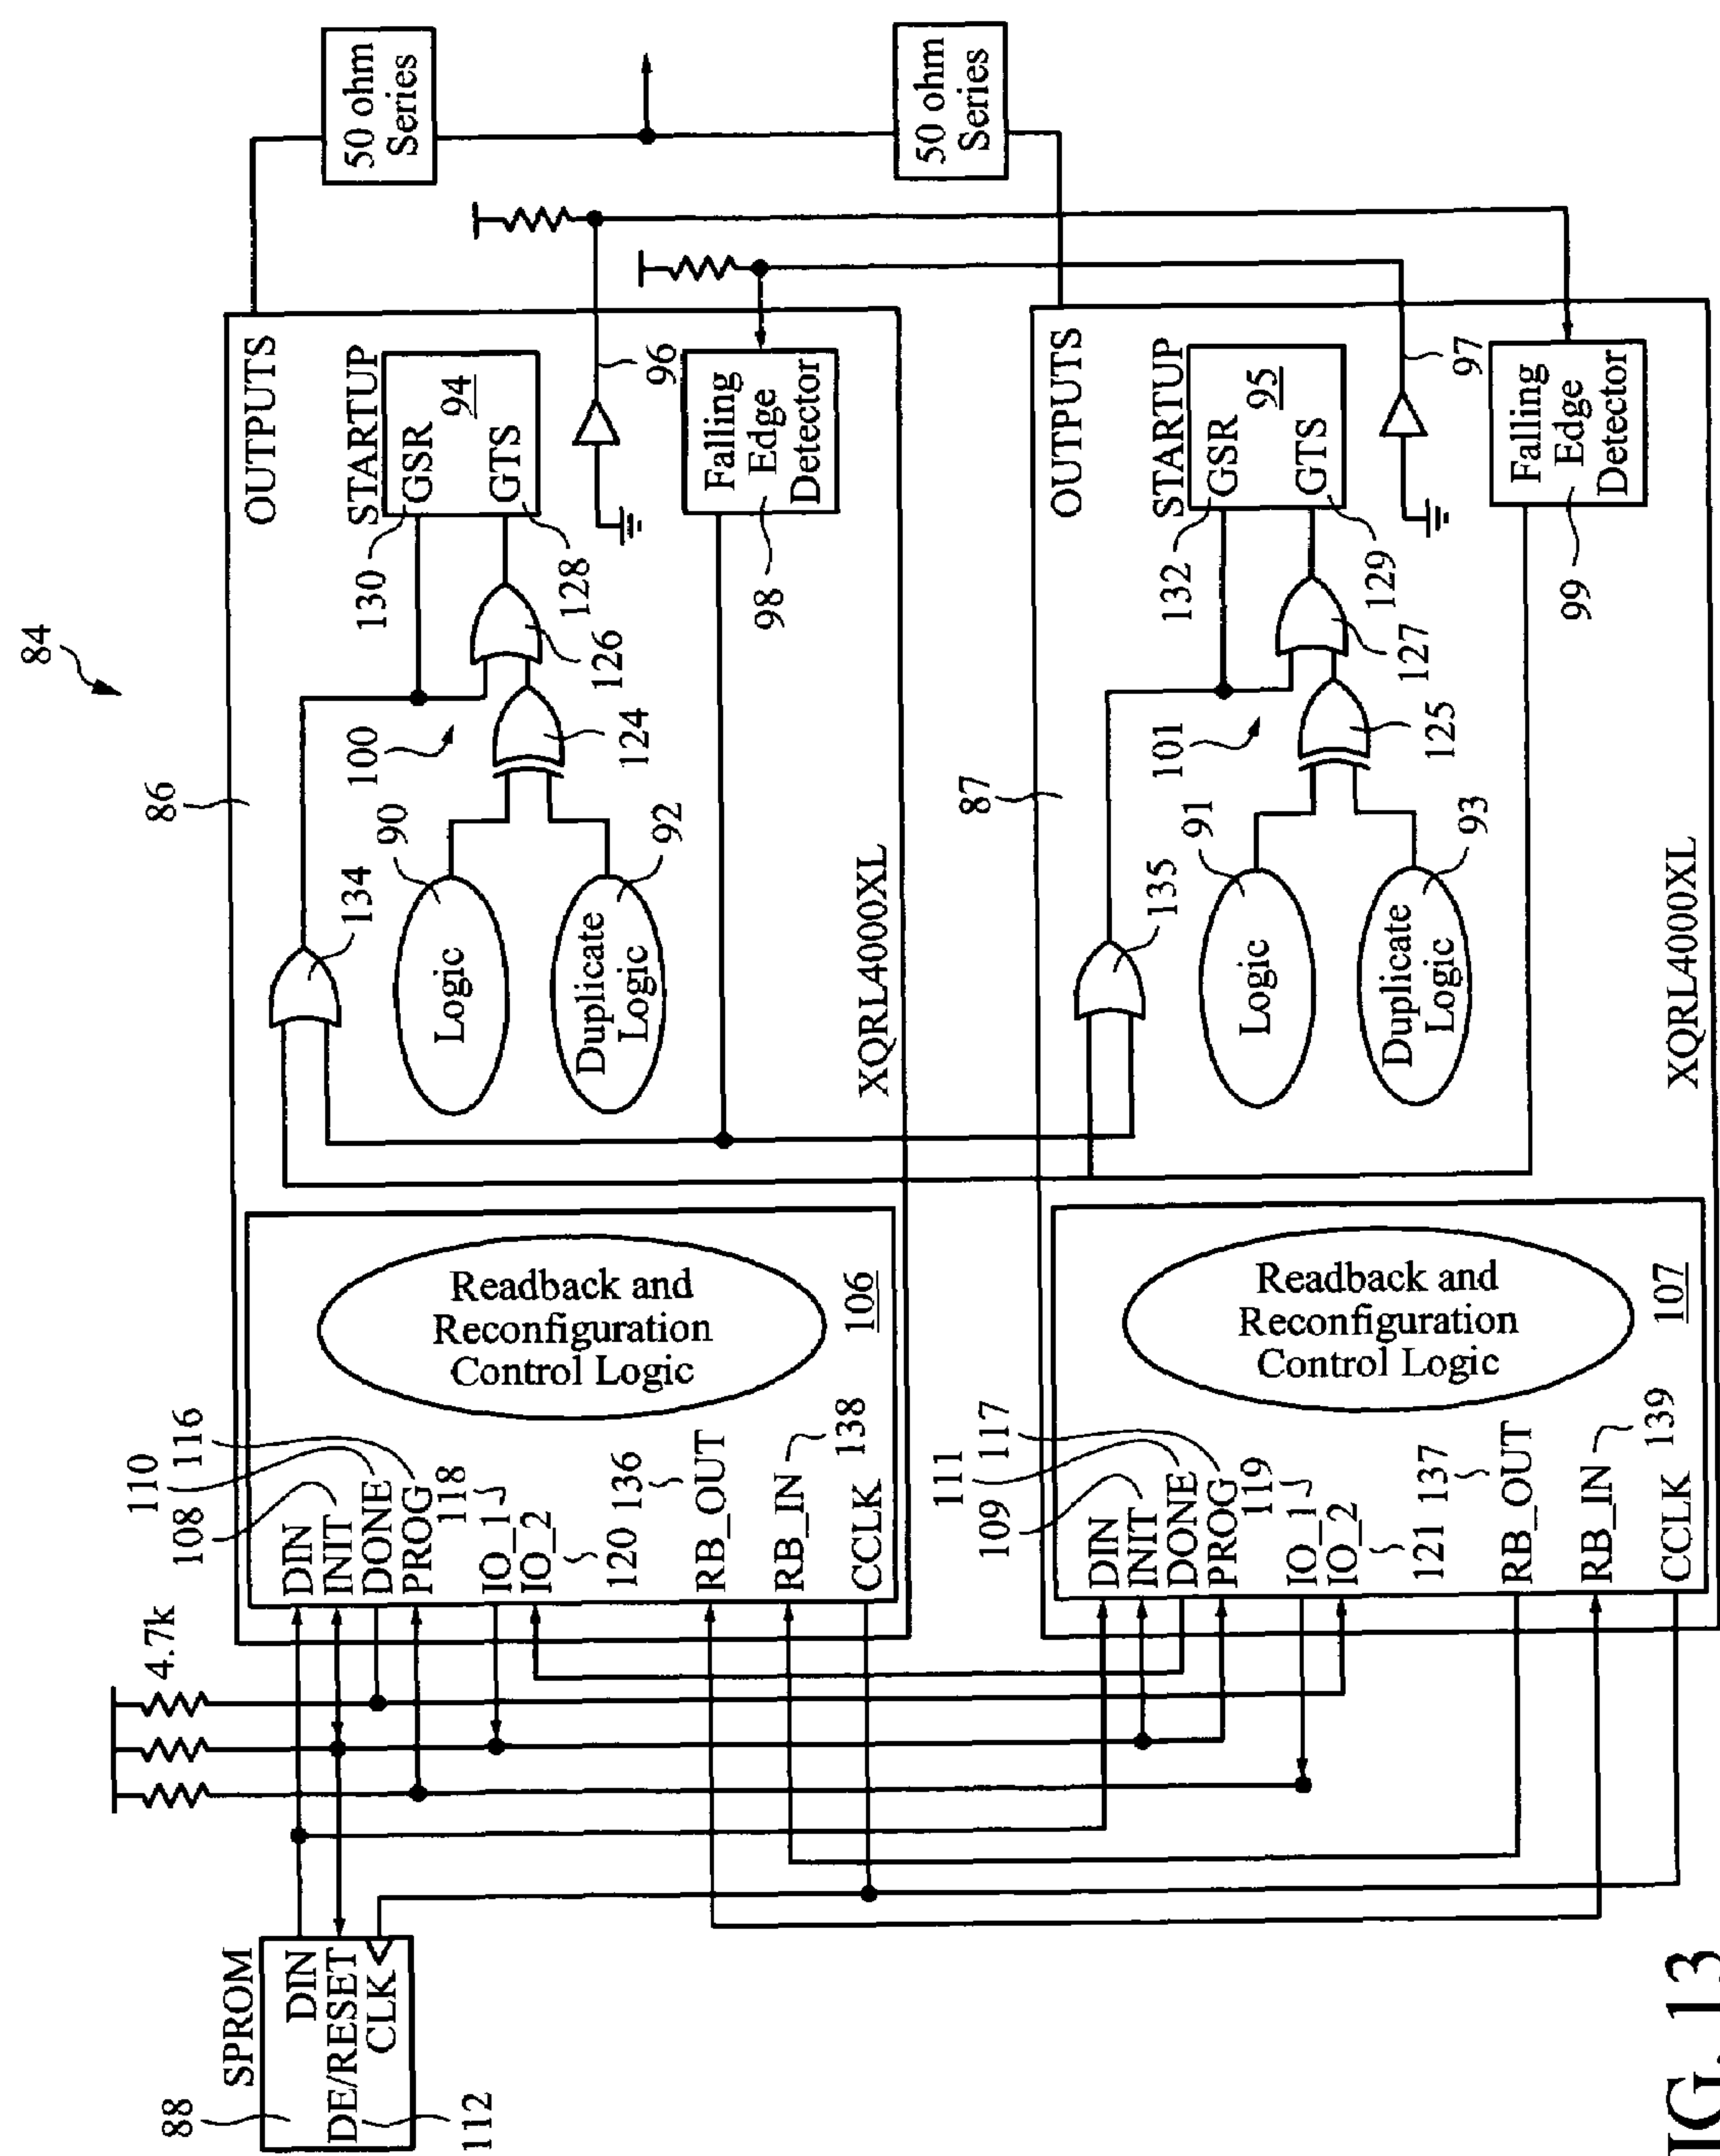 84
SPROM
88
DIN
DE/RESET
CLK
112
4.7k
86
110
116
108
DIN
INIT
DONE
PROG
118
IO_1
IO_2
120
136
RB_OUT
RB_IN
138
CCLK
Readback and
Reconfiguration
Control Logic
106
134
90
Logic
Duplicate
Logic
92
100
124
126
130
128
STARTUP
GSR
94
GTS
OUTPUTS
96
Falling
Edge
Detector
98
XQRL4000XL
50 ohm
Series
50 ohm
Series
87
111
117
109
DIN
INIT
DONE
PROG
119
IO_1
IO_2
121
137
RB_OUT
RB_IN
139
CCLK
Readback and
Reconfiguration
Control Logic
107
135
91
Logic
Duplicate
Logic
93
101
125
127
132
129
STARTUP
GSR
95
GTS
OUTPUTS
97
Falling
Edge
Detector
99
XQRL4000XL
IG. 13